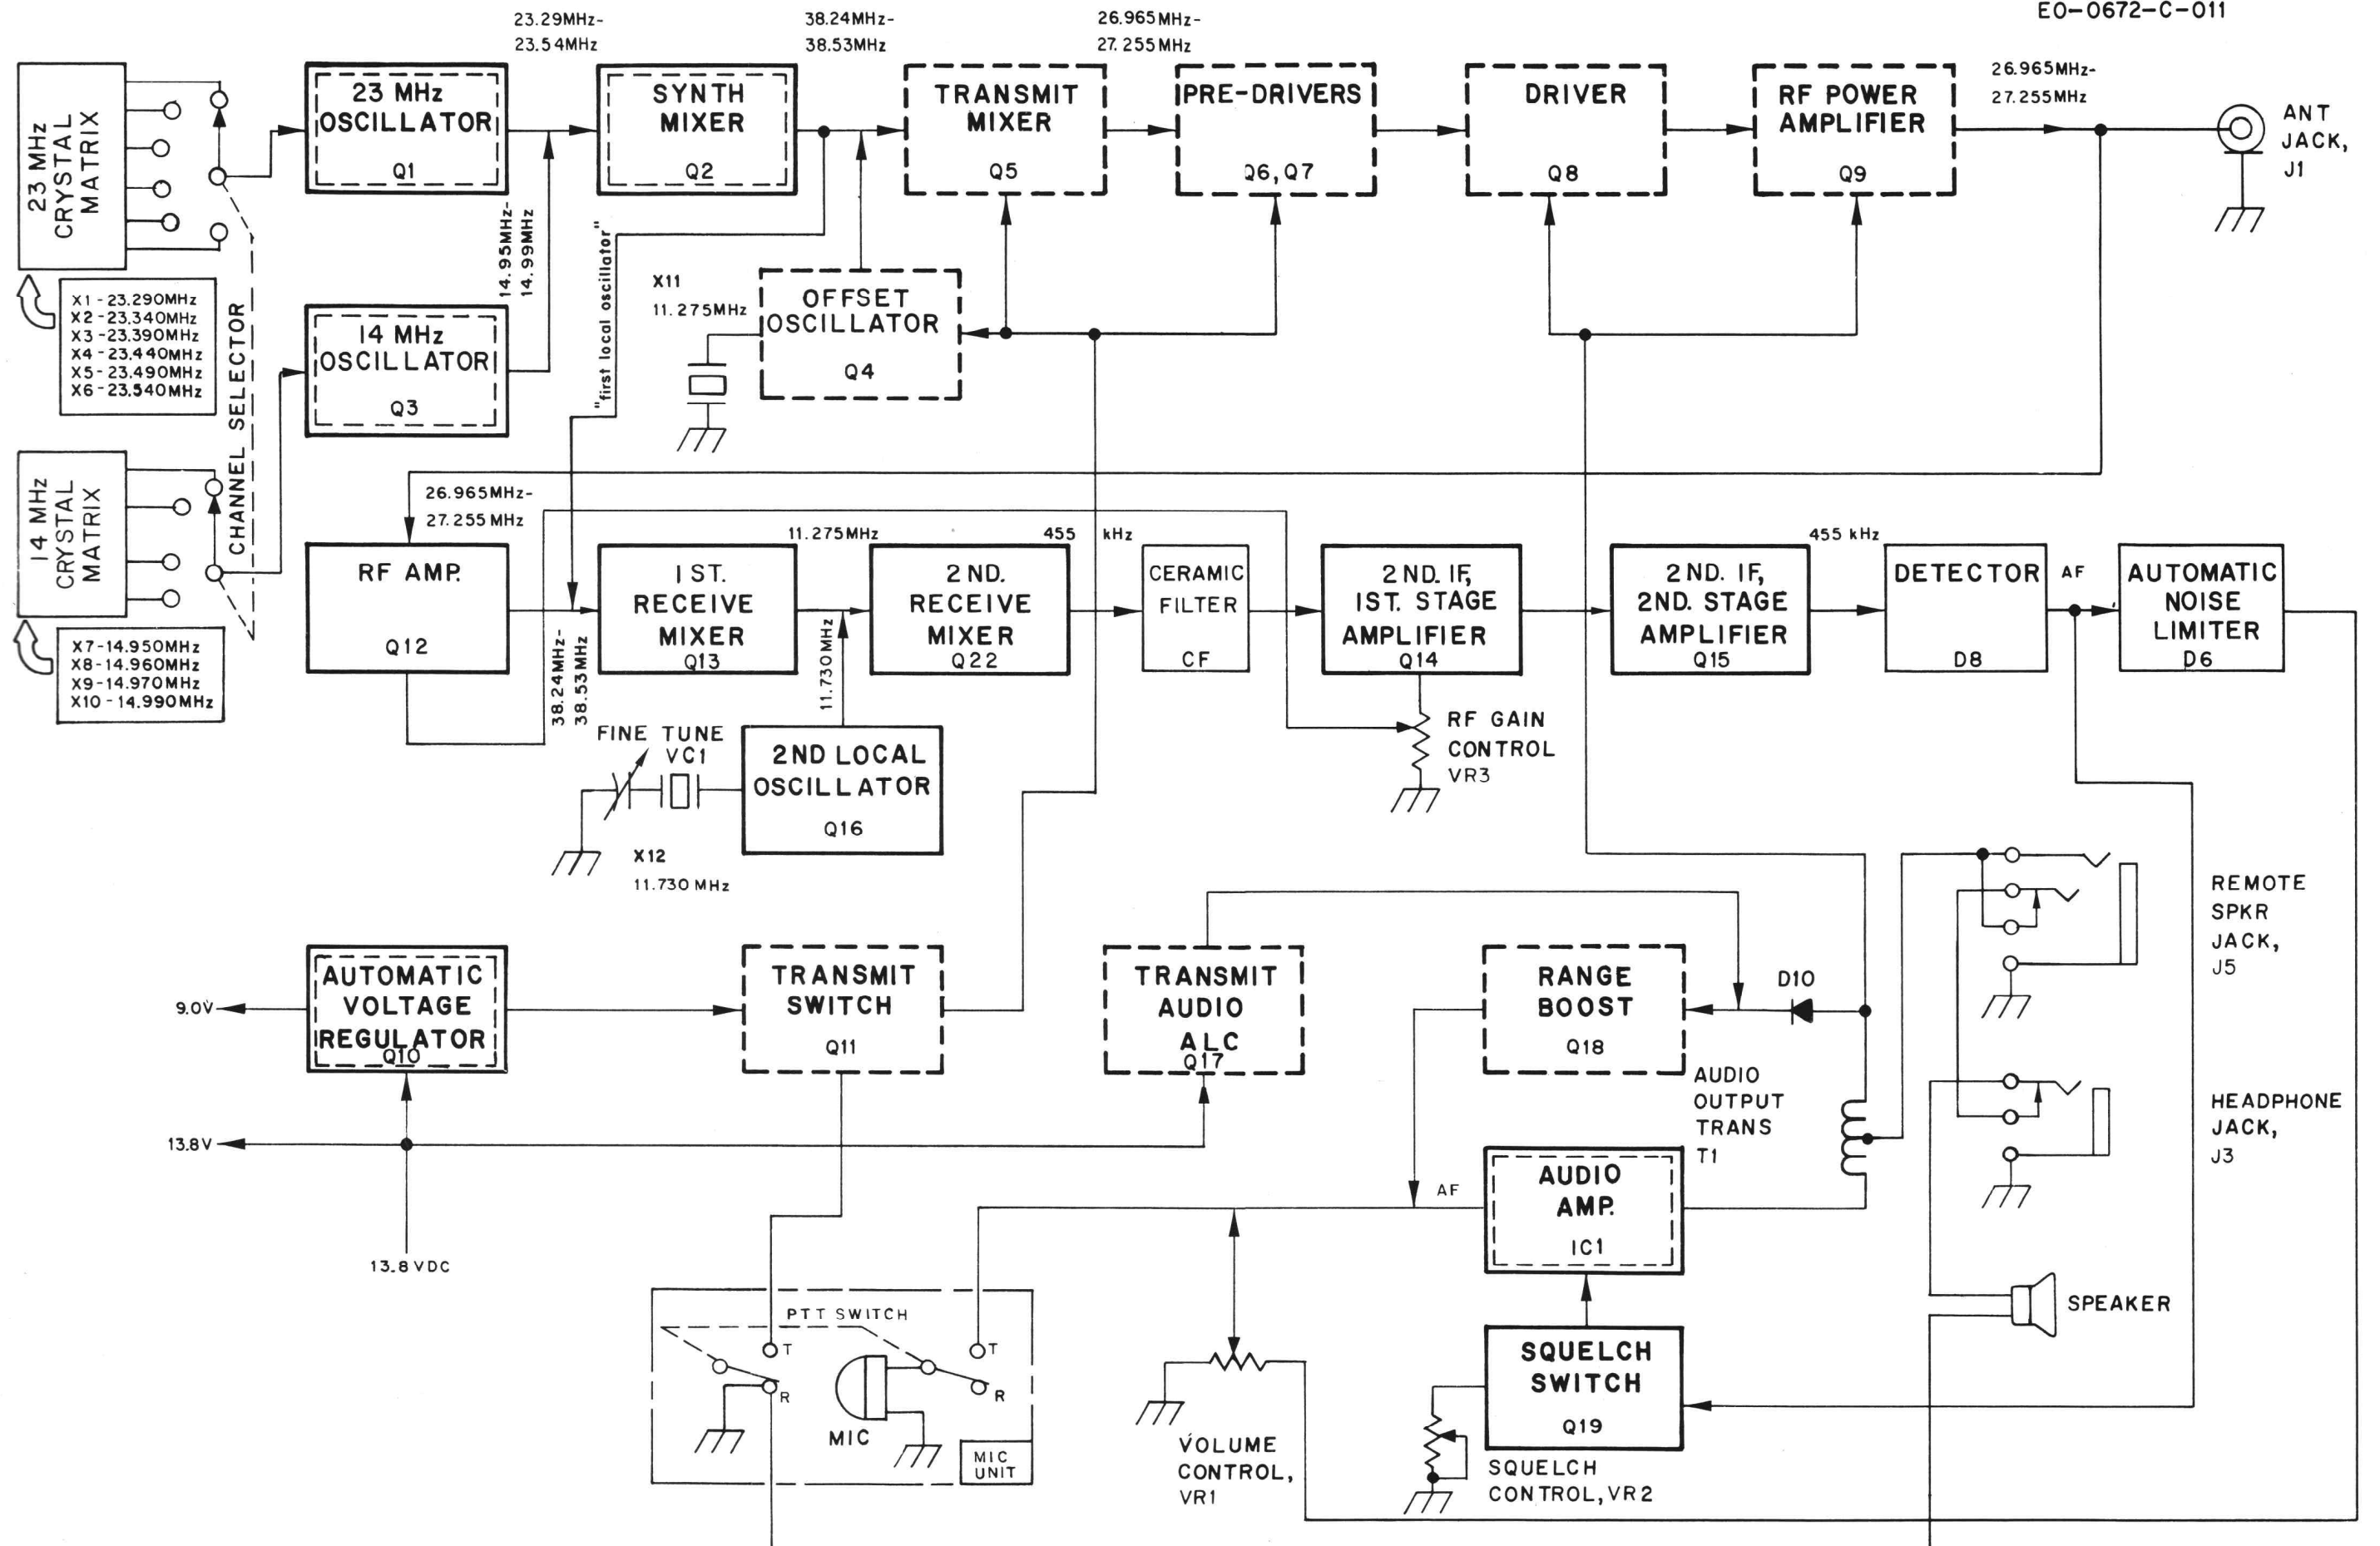 EO-0672-C-011
23.29MHz-
23.54MHz
38.24MHz-
38.53MHz
26.965MHz-
27.255MHz
26.965MHz-
27.255MHz
23 MHz
CRYSTAL
MATRIX
23 MHz
OSCILLATOR
Q1
SYNTH
MIXER
Q2
TRANSMIT
MIXER
Q5
PRE-DRIVERS
Q6, Q7
DRIVER
Q8
RF POWER
AMPLIFIER
Q9
ANT
JACK,
J1
X1-23.290MHz
X2-23.340MHz
X3-23.390MHz
X4-23.440MHz
X5-23.490MHz
X6-23.540MHz
CHANNEL SELECTOR
14.95MHz-
14.99MHz
"first local oscillator"
14 MHz
OSCILLATOR
Q3
X11
11.275MHz
OFFSET
OSCILLATOR
Q4
14 MHz
CRYSTAL
MATRIX
X7-14.950MHz
X8-14.960MHz
X9-14.970MHz
X10-14.990MHz
26.965MHz-
27.255MHz
RF AMP.
Q12
38.24MHz-
38.53MHz
1ST.
RECEIVE
MIXER
Q13
11.275MHz
11.730MHz
2ND.
RECEIVE
MIXER
Q22
455 kHz
CERAMIC
FILTER
CF
2ND. IF,
1ST. STAGE
AMPLIFIER
Q14
2ND. IF,
2ND. STAGE
AMPLIFIER
Q15
455 kHz
DETECTOR
D8
AF
AUTOMATIC
NOISE
LIMITER
D6
FINE TUNE
VC1
X12
11.730 MHz
2ND LOCAL
OSCILLATOR
Q16
RF GAIN
CONTROL
VR3
REMOTE
SPKR
JACK,
J5
9.0V
AUTOMATIC
VOLTAGE
REGULATOR
Q10
TRANSMIT
SWITCH
Q11
TRANSMIT
AUDIO
ALC
Q17
RANGE
BOOST
Q18
D10
AUDIO
OUTPUT
TRANS
T1
HEADPHONE
JACK,
J3
13.8V
13.8 VDC
AF
AUDIO
AMP.
IC1
SPEAKER
PTT SWITCH
T
R
T
R
MIC
MIC
UNIT
VOLUME
CONTROL,
VR1
SQUELCH
SWITCH
Q19
SQUELCH
CONTROL, VR2